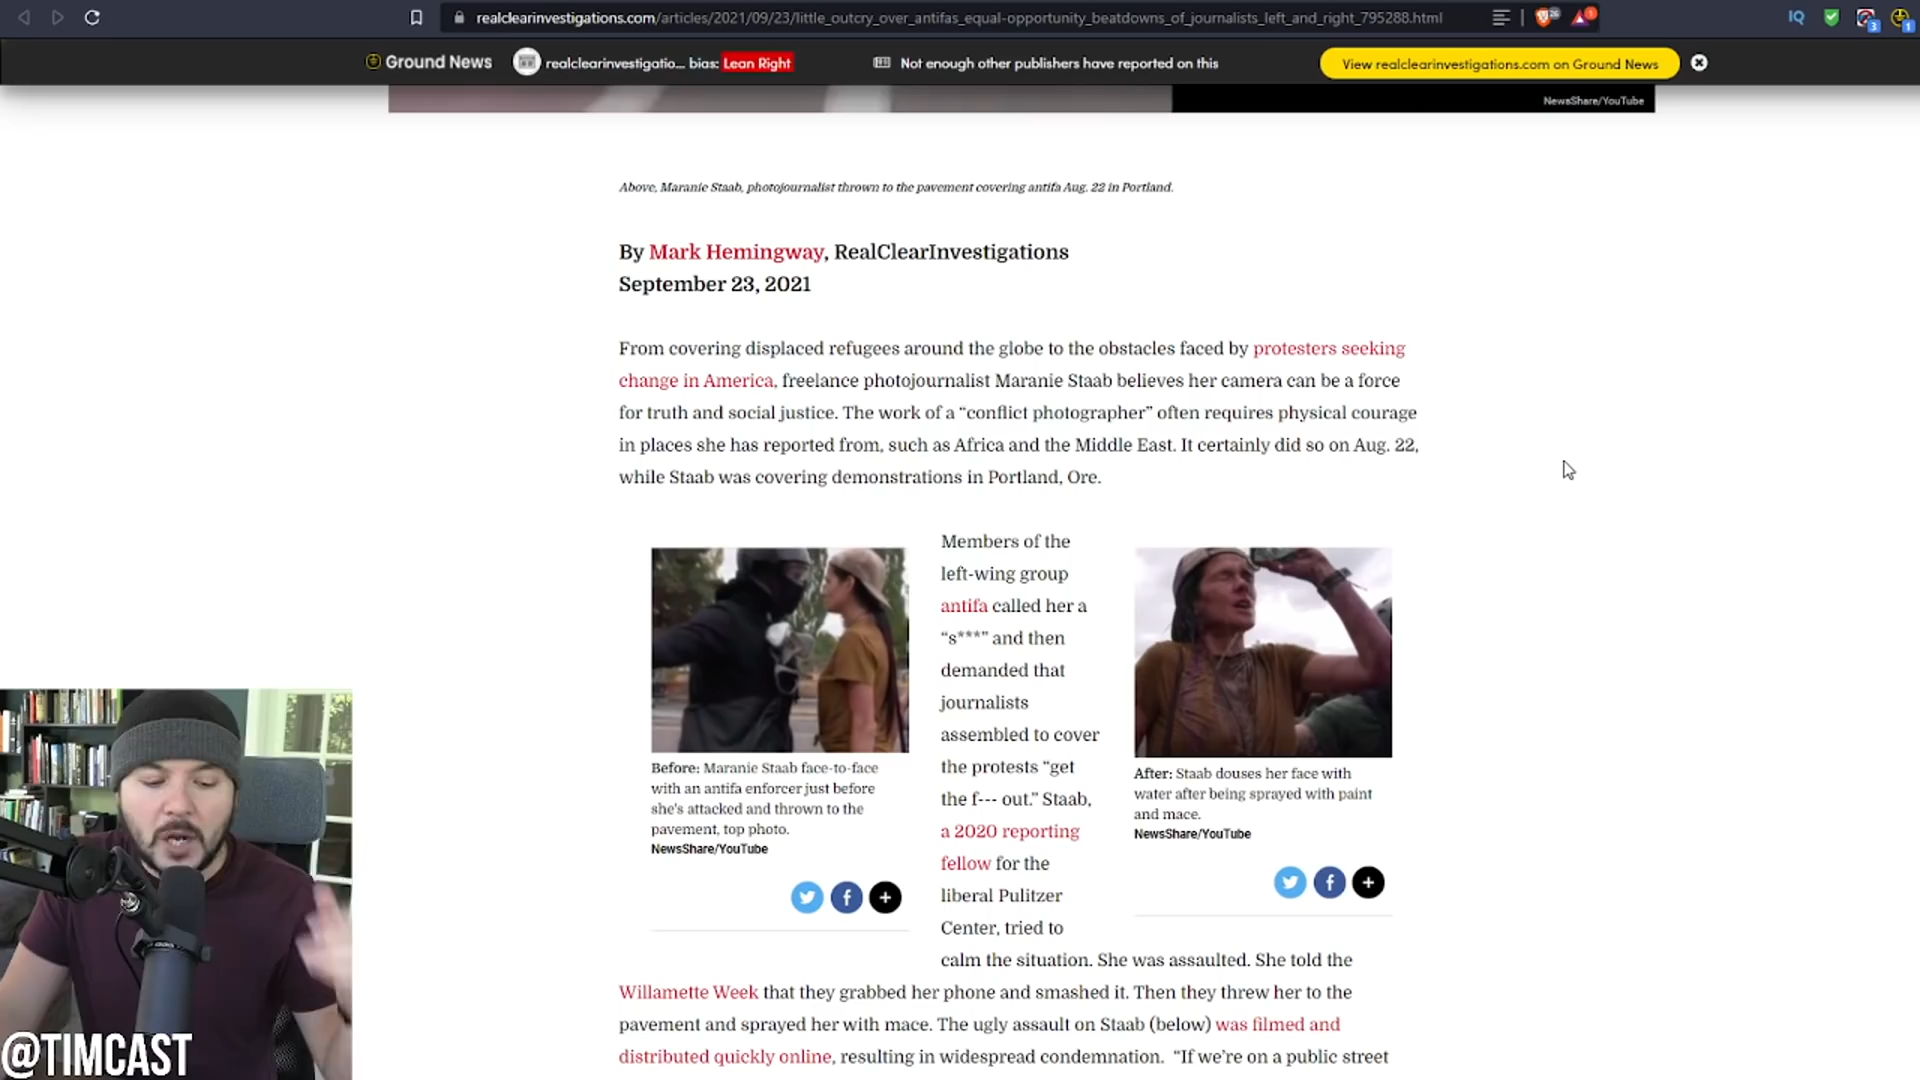 realclearinvestigations.com/articles/2021/09/23/little_outcry_over_antifas_equal-opportunity_beatdowns_of_journalists_left_and_right_795288.html
IQ
Ground News
realclearinvestigatio... bias: Lean Right
Not enough other publishers have reported on this
View realclearinvestigations.com on Ground News
NewsShare/YouTube
Above, Maranie Staab, photojournalist thrown to the pavement covering antifa Aug. 22 in Portland.
By Mark Hemingway, RealClearInvestigations
September 23, 2021
From covering displaced refugees around the globe to the obstacles faced by protesters seeking
change in America, freelance photojournalist Maranie Staab believes her camera can be a force
for truth and social justice. The work of a “conflict photographer” often requires physical courage
in places she has reported from, such as Africa and the Middle East. It certainly did so on Aug. 22,
while Staab was covering demonstrations in Portland, Ore.
Before: Maranie Staab face-to-face
with an antifa enforcer just before
she's attacked and thrown to the
pavement, top photo.
NewsShare/YouTube
Members of the
left-wing group
antifa called her a
“s***” and then
demanded that
journalists
assembled to cover
the protests “get
the f--- out.” Staab,
a 2020 reporting
fellow for the
liberal Pulitzer
Center, tried to
After: Staab douses her face with
water after being sprayed with paint
and mace.
NewsShare/YouTube
calm the situation. She was assaulted. She told the
Willamette Week that they grabbed her phone and smashed it. Then they threw her to the
pavement and sprayed her with mace. The ugly assault on Staab (below) was filmed and
distributed quickly online, resulting in widespread condemnation. “If we’re on a public street
@TIMCAST